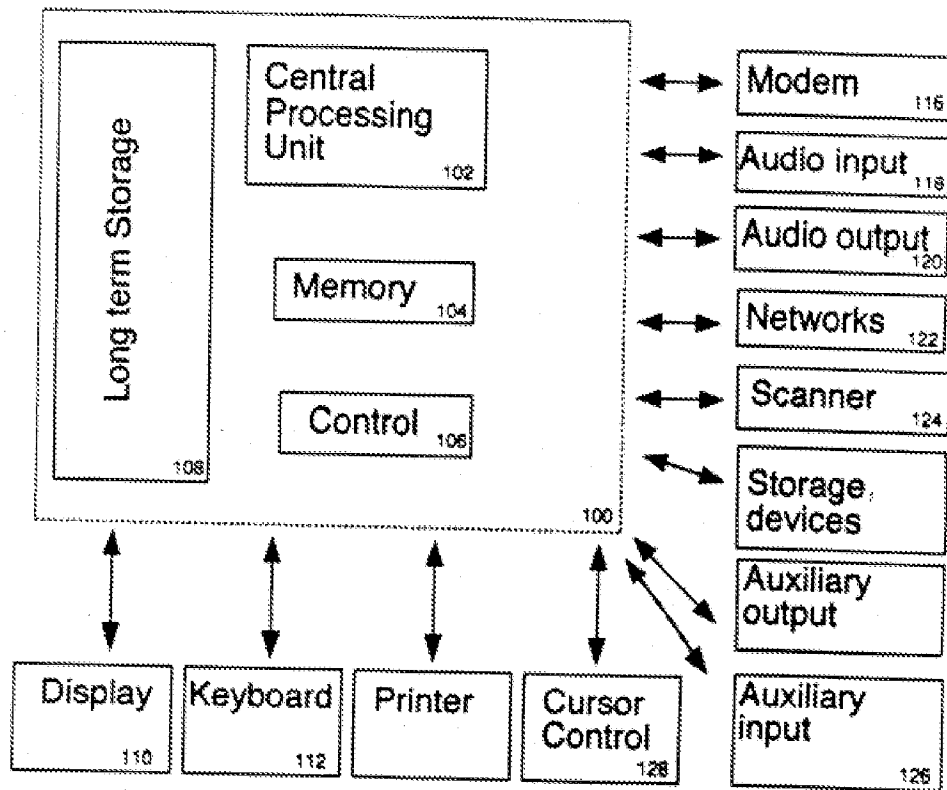 Long term Storage
108
Central
Processing
Unit
102
Memory
104
Control
106
100
Modem
116
Audio input
118
Audio output
120
Networks
122
Scanner
124
Storage
devices
Auxiliary
output
Auxiliary
input
126
Display
110
Keyboard
112
Printer
Cursor
Control
128